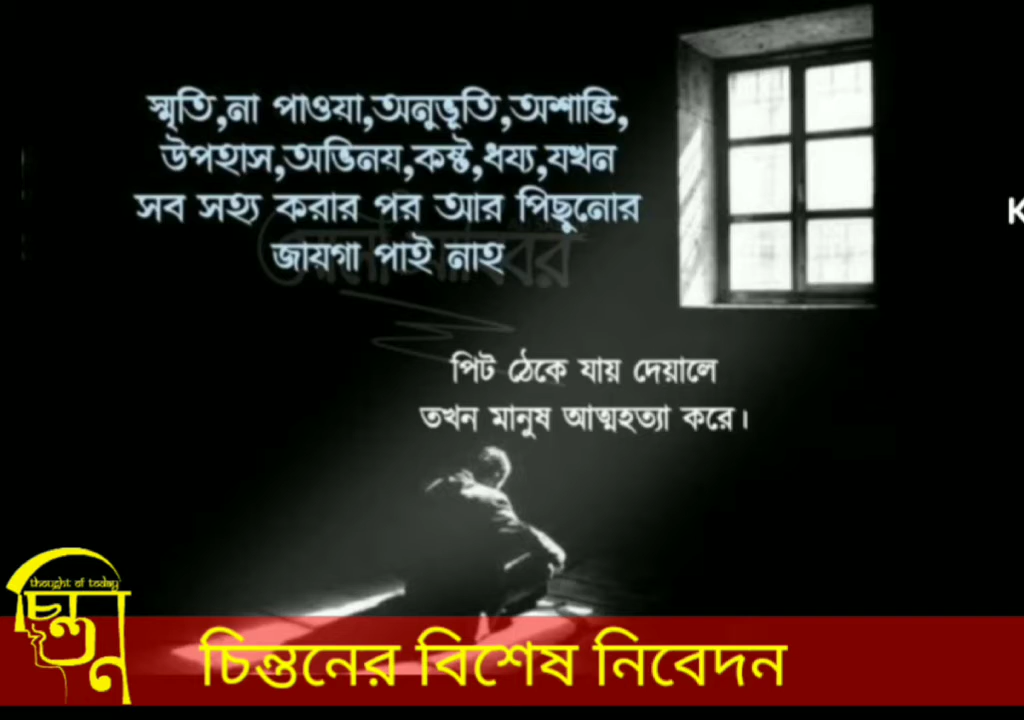 স্মৃতি,না পাওয়া,অনুভূতি,অশান্তি,
উপহাস,অভিনয়,কষ্ট,ধয্য,যখন
সব সহ্য করার পর আর পিছুনোর
জায়গা পাই নাহ
পিট ঠেকে যায় দেয়ালে
তখন মানুষ আত্মহত্যা করে।
thought of today
চিন্তন
চিন্তনের বিশেষ নিবেদন